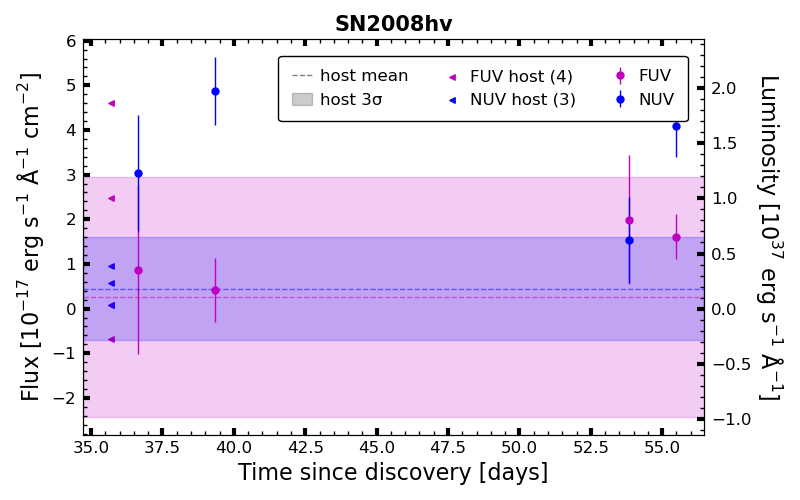 SN2008hv
Flux [10⁻¹⁷ erg s⁻¹ Å⁻¹ cm⁻²]
6
5
4
3
2
1
0
−1
−2
host mean
host 3σ
FUV host (4)
NUV host (3)
FUV
NUV
2.0
1.5
1.0
0.5
0.0
−0.5
−1.0
Luminosity [10³⁷ erg s⁻¹ Å⁻¹]
35.0 37.5 40.0 42.5 45.0 47.5 50.0 52.5 55.0
Time since discovery [days]